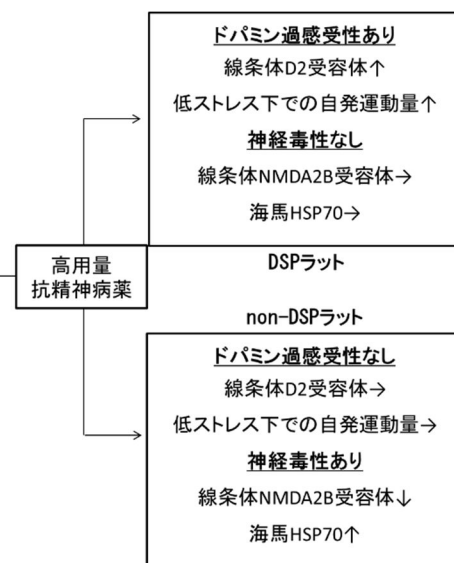 ドパミン過感受性あり
線条体D2受容体↑
低ストレス下での自発運動量↑
神経毒性なし
線条体NMDA2B受容体→
海馬HSP70→
高用量
抗精神病薬
DSPラット
non-DSPラット
ドパミン過感受性なし
線条体D2受容体→
低ストレス下での自発運動量→
神経毒性あり
線条体NMDA2B受容体↓
海馬HSP70↑